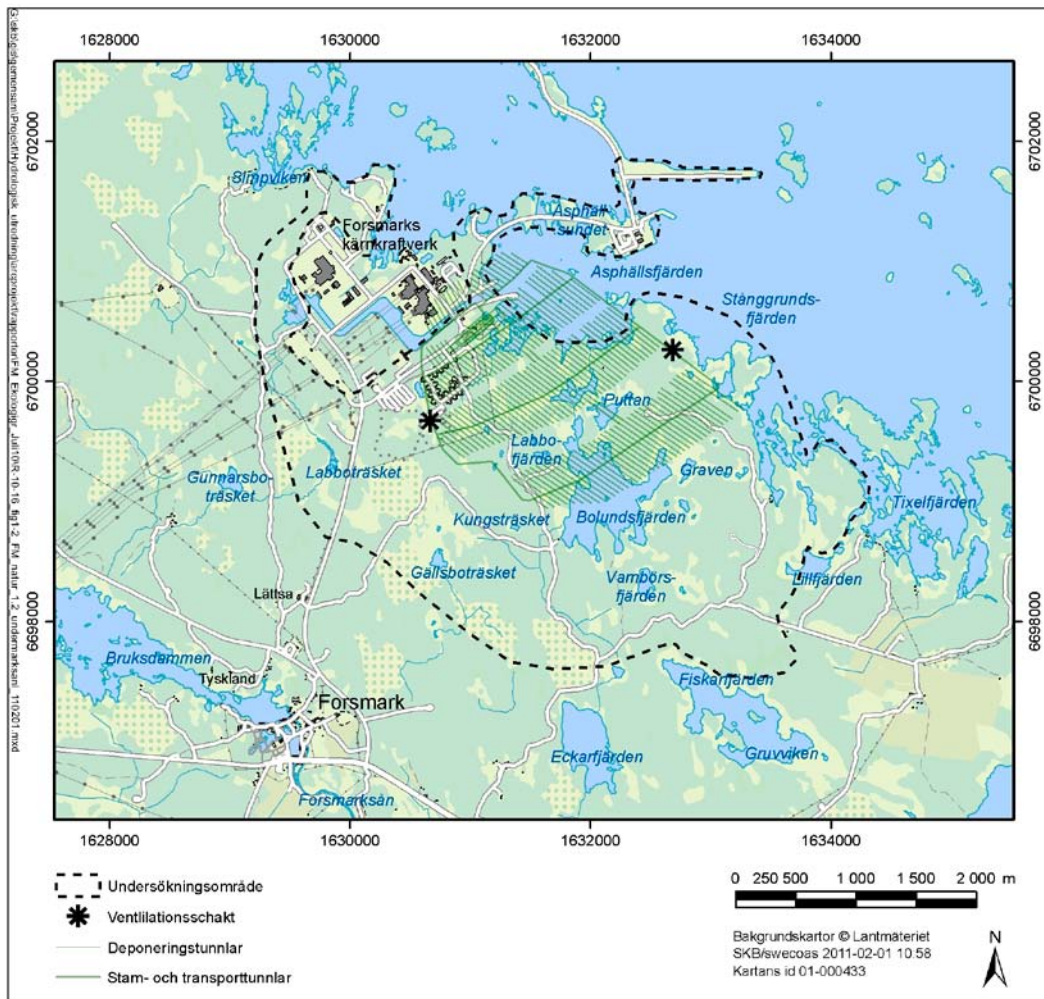 1628000
1630000
1632000
1634000
6702000
6702000
Slimpviken
Forsmarks
kärnkraftverk
Asphäll
sundet
Asphällsfjärden
Stånggrunds-
fjärden
6700000
6700000
Puttan
Labbo-
fjärden
Graven
Gunnarsbo-
träsket
Labboträsket
Kungsträsket
Bolundsfjärden
Tixelfjärden
Gällsboträsket
Vambörs-
fjärden
Lillfjärden
Lättsa
6698000
6698000
Bruksdammen
Tyskland
Fiskarfjärden
Forsmark
Eckarfjärden
Gruvviken
Forsmarksån
1628000
1630000
1632000
1634000
Undersökningsområde
Ventlilationsschakt
Deponeringstunnlar
Stam- och transporttunnlar
0 250 500 1 000 1 500 2 000 m
Bakgrundskartor © Lantmäteriet
SKB/swecoas 2011-02-01 10:58
Kartans id 01-000433
N